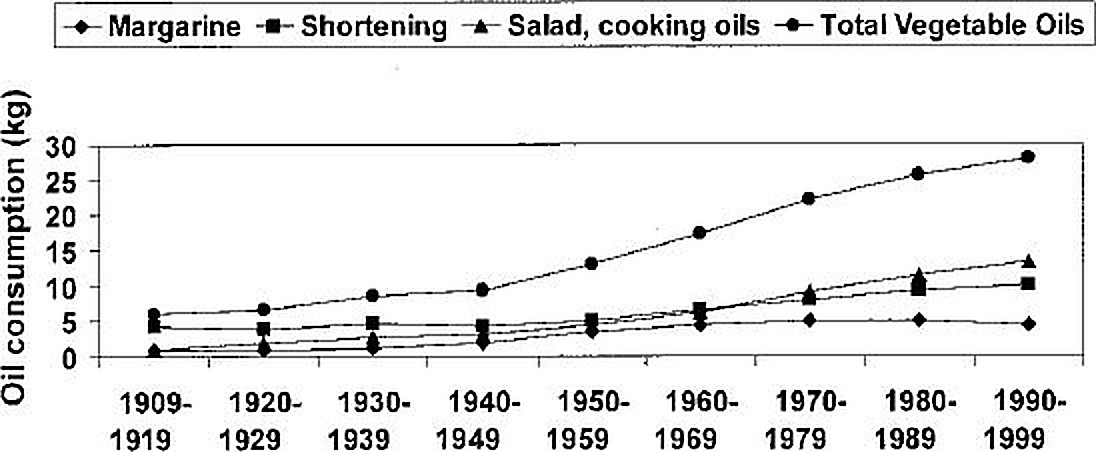 Margarine Shortening Salad, cooking oils Total Vegetable Oils
Oil consumption (kg)
30
25
20
15
10
5
0
1909- 1920- 1930- 1940- 1950- 1960- 1970- 1980- 1990-
1919 1929 1939 1949 1959 1969 1979 1989 1999